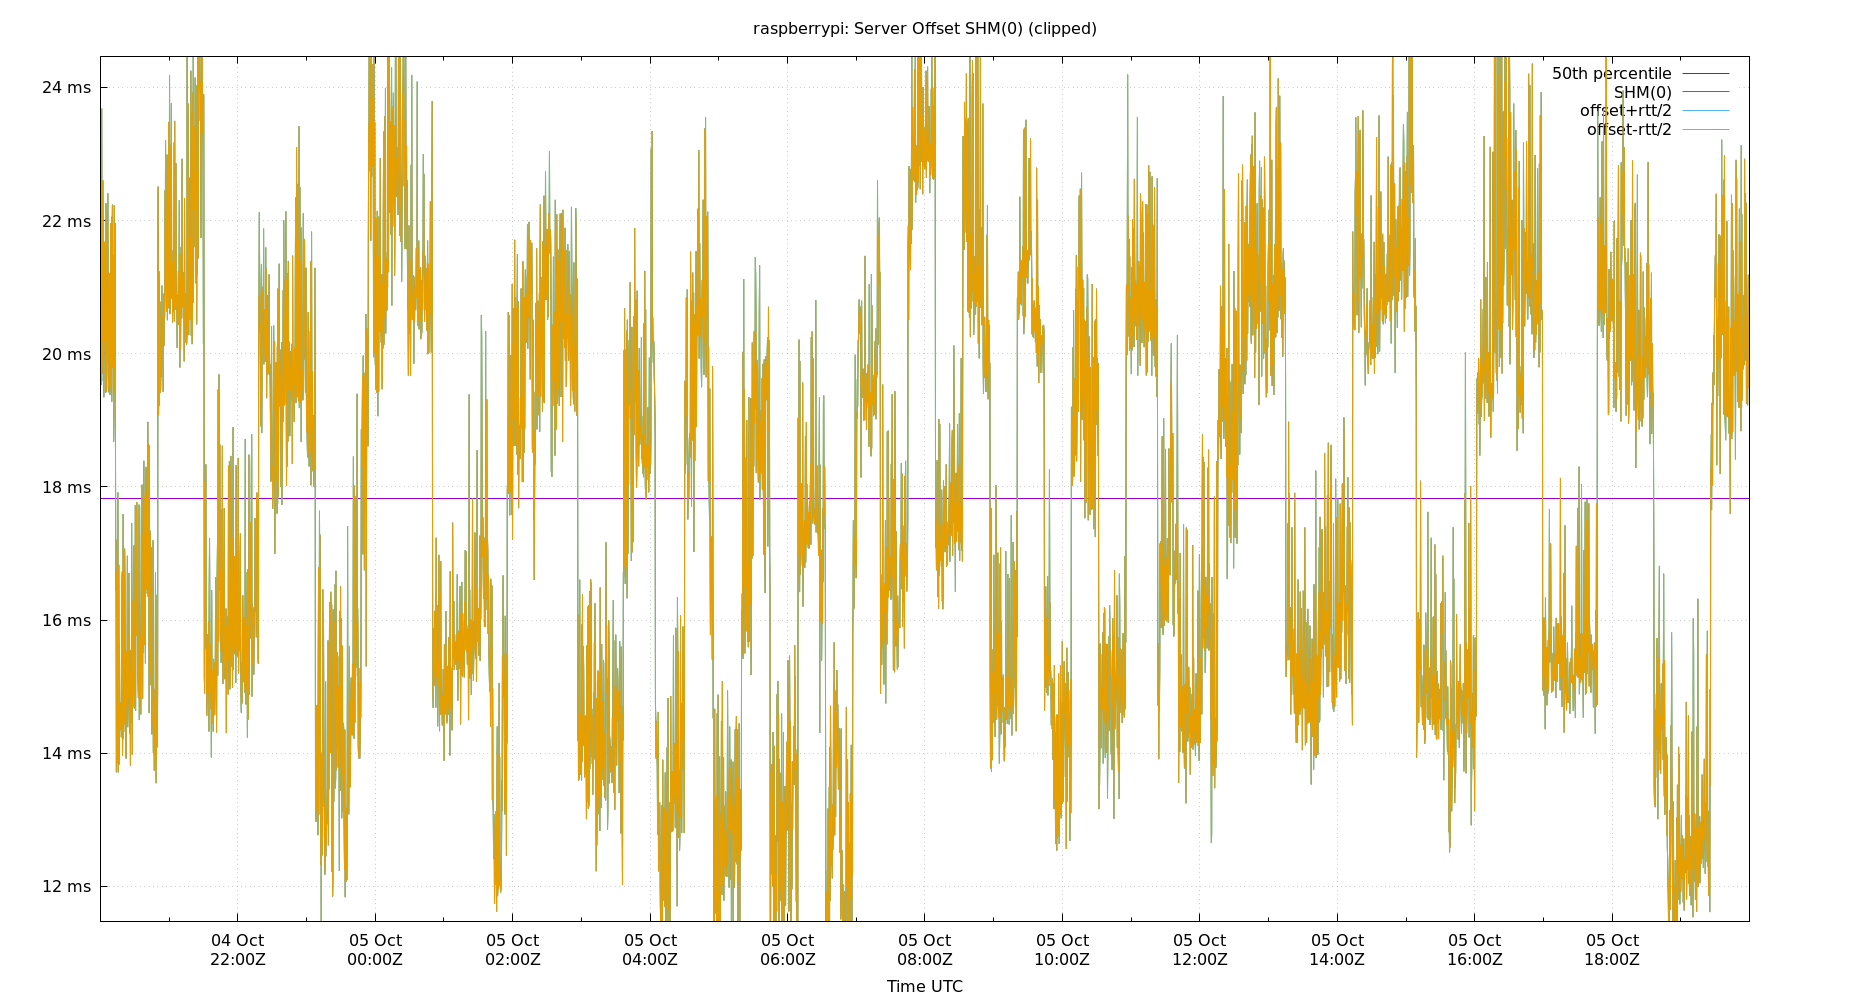 raspberrypi: Server Offset SHM(0) (clipped)
50th percentile
SHM(0)
offset+rtt/2
offset-rtt/2
24 ms
22 ms
20 ms
18 ms
16 ms
14 ms
12 ms
04 Oct 05 Oct 05 Oct 05 Oct 05 Oct 05 Oct 05 Oct 05 Oct 05 Oct 05 Oct 05 Oct
22:00Z 00:00Z 02:00Z 04:00Z 06:00Z 08:00Z 10:00Z 12:00Z 14:00Z 16:00Z 18:00Z
Time UTC